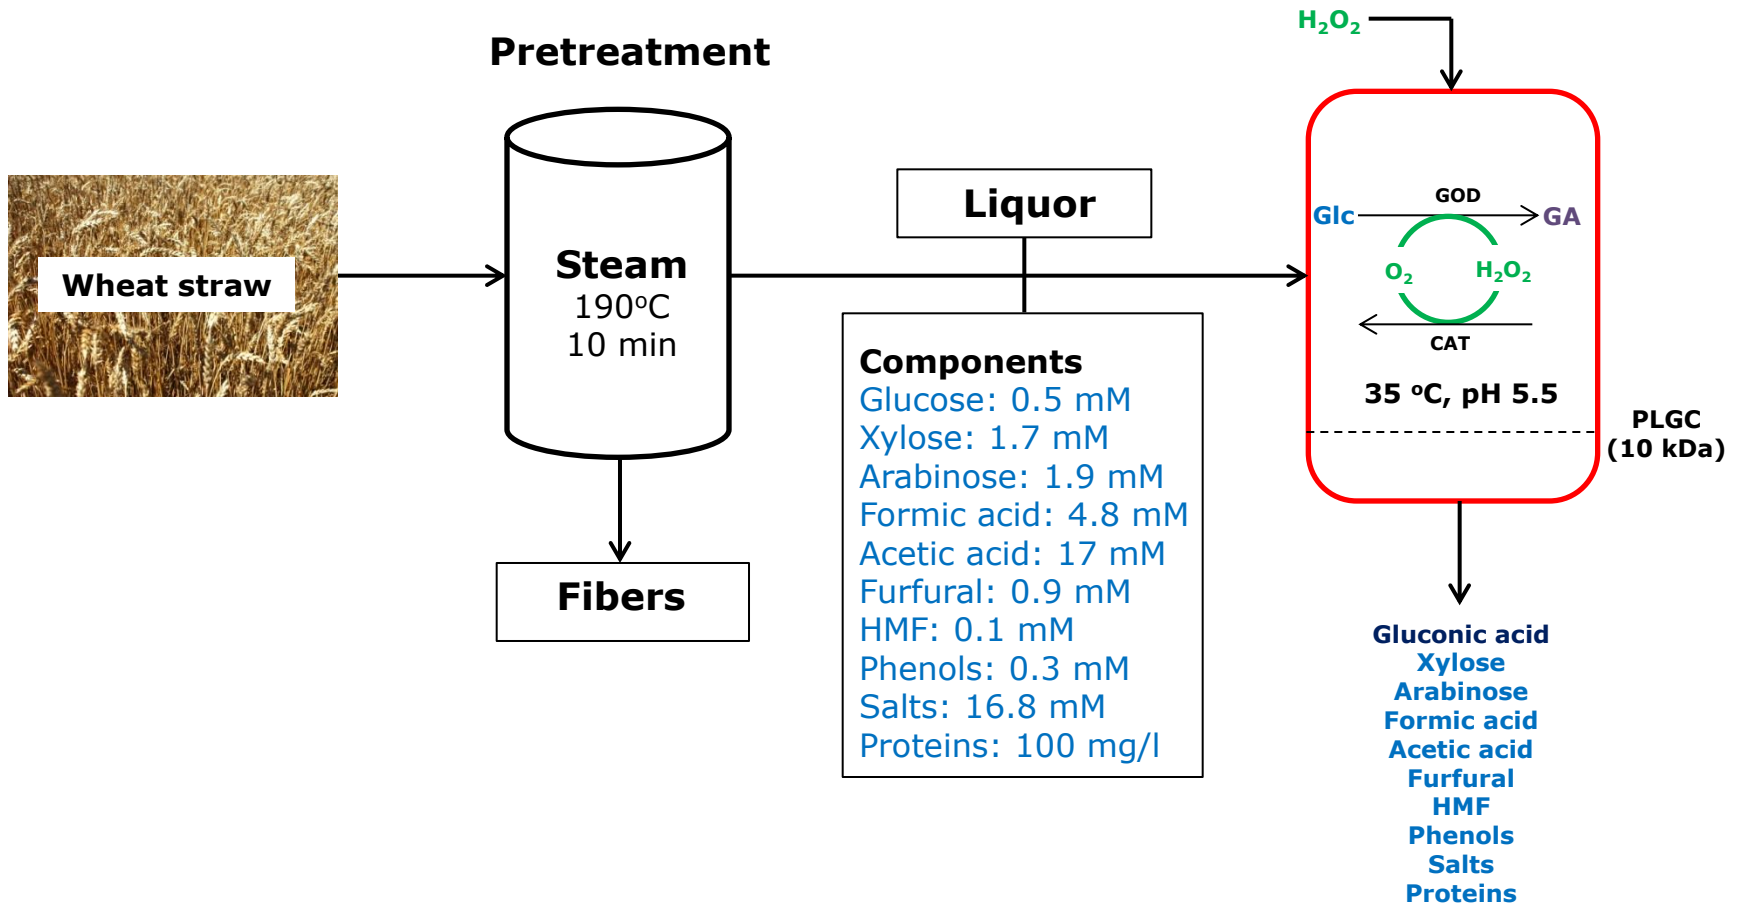 H₂O₂
Pretreatment
Wheat straw
Steam
190ºC
10 min
Fibers
Liquor
Components
Glucose: 0.5 mM
Xylose: 1.7 mM
Arabinose: 1.9 mM
Formic acid: 4.8 mM
Acetic acid: 17 mM
Furfural: 0.9 mM
HMF: 0.1 mM
Phenols: 0.3 mM
Salts: 16.8 mM
Proteins: 100 mg/l
GOD
Glc GA
O₂ H₂O₂
CAT
35 ºC, pH 5.5
PLGC
(10 kDa)
Gluconic acid
Xylose
Arabinose
Formic acid
Acetic acid
Furfural
HMF
Phenols
Salts
Proteins